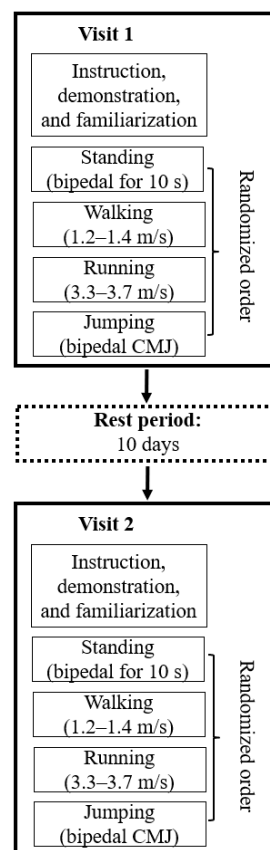 Visit 1
Instruction,
demonstration,
and familiarization
Standing
(bipedal for 10 s)
Walking
(1.2–1.4 m/s)
Running
(3.3–3.7 m/s)
Jumping
(bipedal CMJ)
Randomized order
Rest period:
10 days
Visit 2
Instruction,
demonstration,
and familiarization
Standing
(bipedal for 10 s)
Walking
(1.2–1.4 m/s)
Running
(3.3–3.7 m/s)
Jumping
(bipedal CMJ)
Randomized order